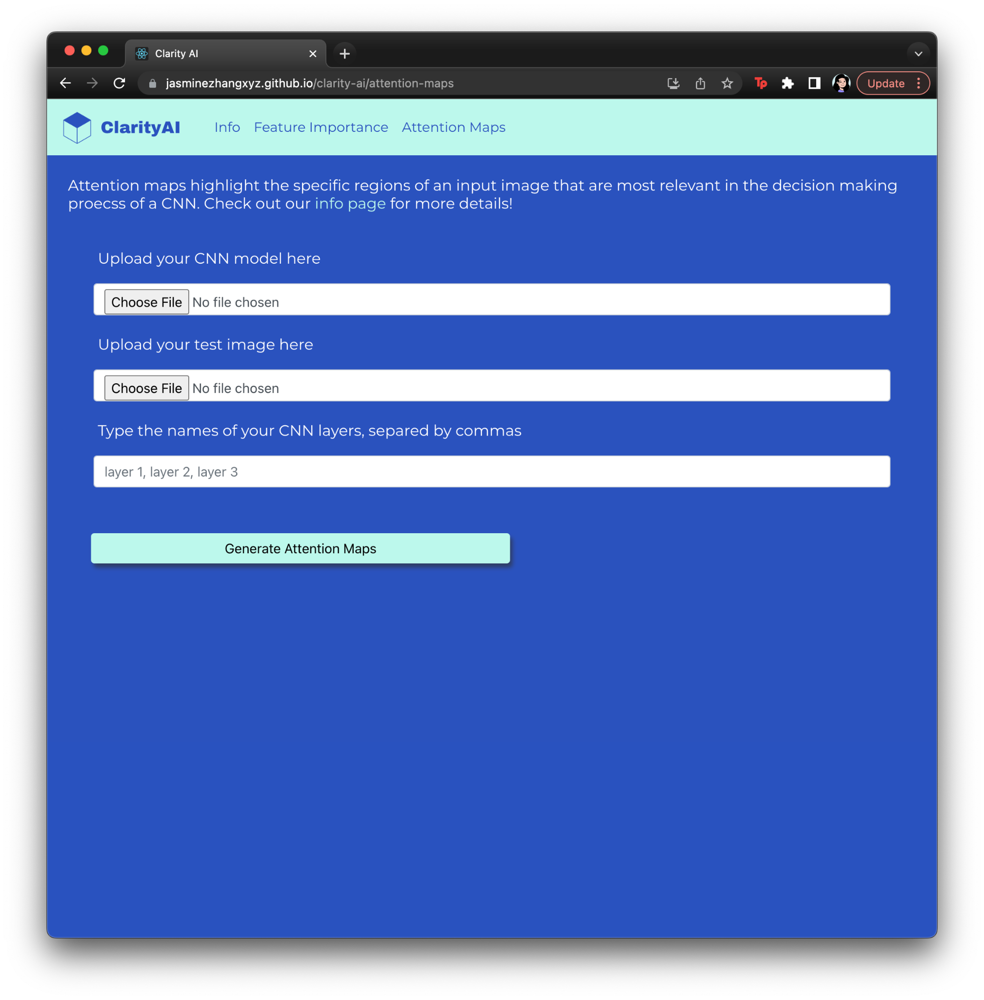 Clarity AI
jasminezhangxyz.github.io/clarity-ai/attention-maps
Tp
Update
ClarityAI
Info
Feature Importance
Attention Maps
Attention maps highlight the specific regions of an input image that are most relevant in the decision making
proecss of a CNN. Check out our info page for more details!
Upload your CNN model here
Choose File No file chosen
Upload your test image here
Choose File No file chosen
Type the names of your CNN layers, separed by commas
layer 1, layer 2, layer 3
Generate Attention Maps